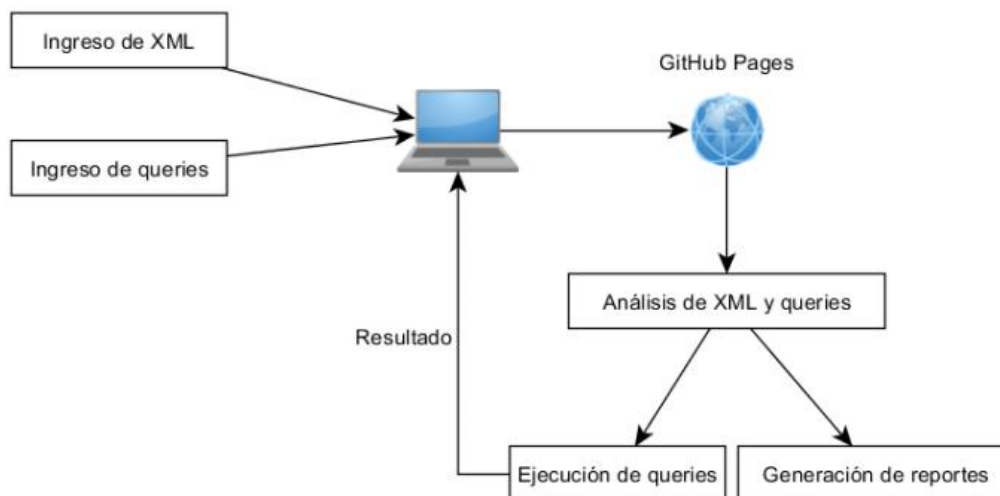 Ingreso de XML
GitHub Pages
Ingreso de queries
Análisis de XML y queries
Resultado
Ejecución de queries
Generación de reportes